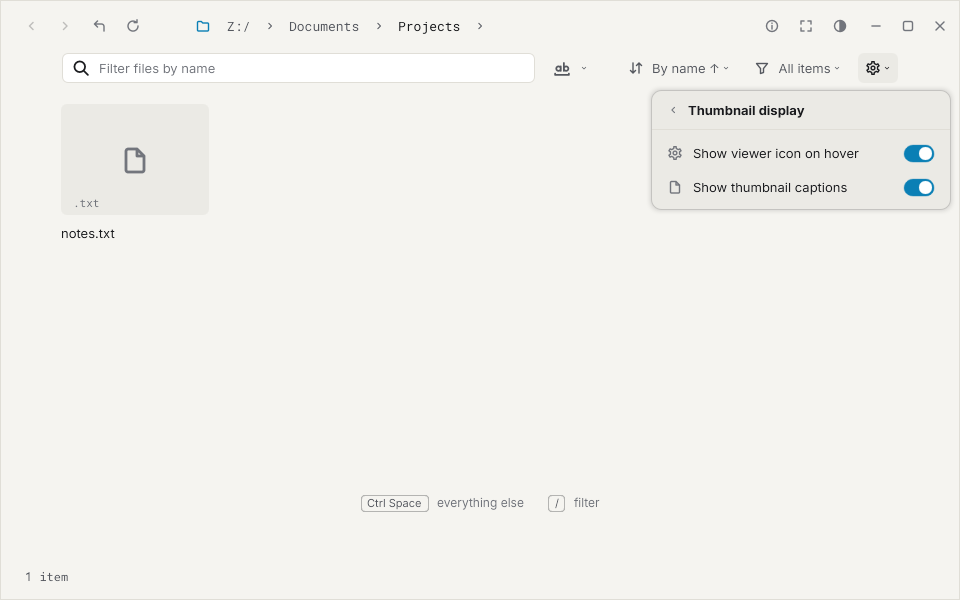 Z:/ Documents Projects
Filter files by name
ab
By name ↑
All items
Thumbnail display
Show viewer icon on hover
Show thumbnail captions
.txt
notes.txt
Ctrl Space everything else / filter
1 item